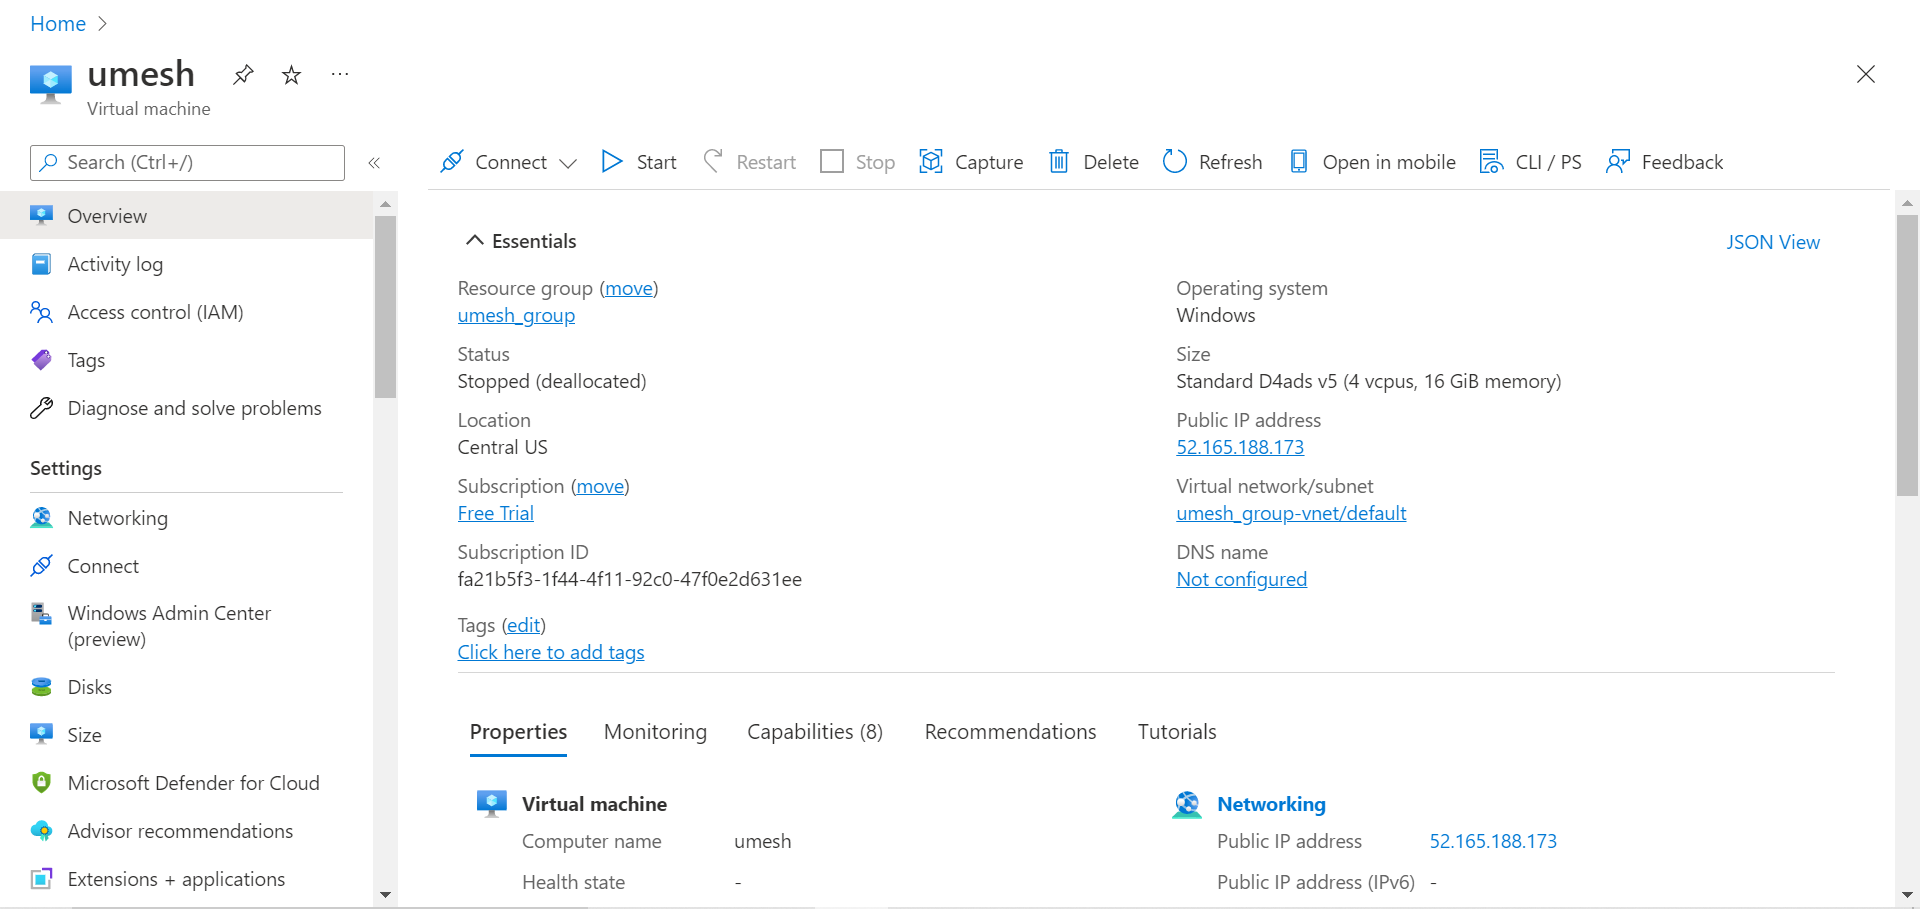 Home
umesh
Virtual machine
Search (Ctrl+/)
Connect Start Restart Stop Capture Delete Refresh Open in mobile CLI / PS Feedback
Overview
Activity log
Access control (IAM)
Tags
Diagnose and solve problems
Settings
Networking
Connect
Windows Admin Center
(preview)
Disks
Size
Microsoft Defender for Cloud
Advisor recommendations
Extensions + applications
Essentials
JSON View
Resource group (move)
umesh_group
Status
Stopped (deallocated)
Location
Central US
Subscription (move)
Free Trial
Subscription ID
fa21b5f3-1f44-4f11-92c0-47f0e2d631ee
Tags (edit)
Click here to add tags
Operating system
Windows
Size
Standard D4ads v5 (4 vcpus, 16 GiB memory)
Public IP address
52.165.188.173
Virtual network/subnet
umesh_group-vnet/default
DNS name
Not configured
Properties Monitoring Capabilities (8) Recommendations Tutorials
Virtual machine
Computer name umesh
Health state -
Networking
Public IP address 52.165.188.173
Public IP address (IPv6) -